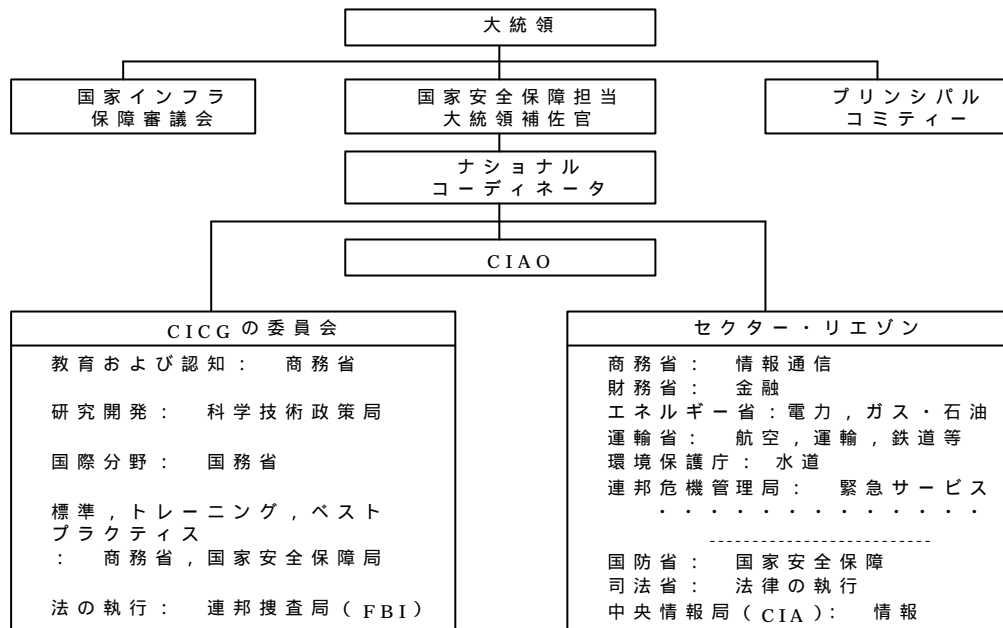 大統領
国家インフラ
保障審議会
国家安全保障担当
大統領補佐官
プリンシパル
コミティー
ナショナル
コーディネータ
CIAO
CICGの委員会
教育および認知： 商務省
研究開発： 科学技術政策局
国際分野： 国務省
標準，トレーニング，ベスト
プラクティス
： 商務省，国家安全保障局
法の執行： 連邦捜査局（FBI）
セクター・リエゾン
商務省： 情報通信
財務省： 金融
エネルギー省：電力，ガス・石油
運輸省： 航空，運輸，鉄道等
環境保護庁： 水道
連邦危機管理局： 緊急サービス
・・・・・・・・・・・・・
--------------------------
国防省： 国家安全保障
司法省： 法律の執行
中央情報局（CIA）： 情報